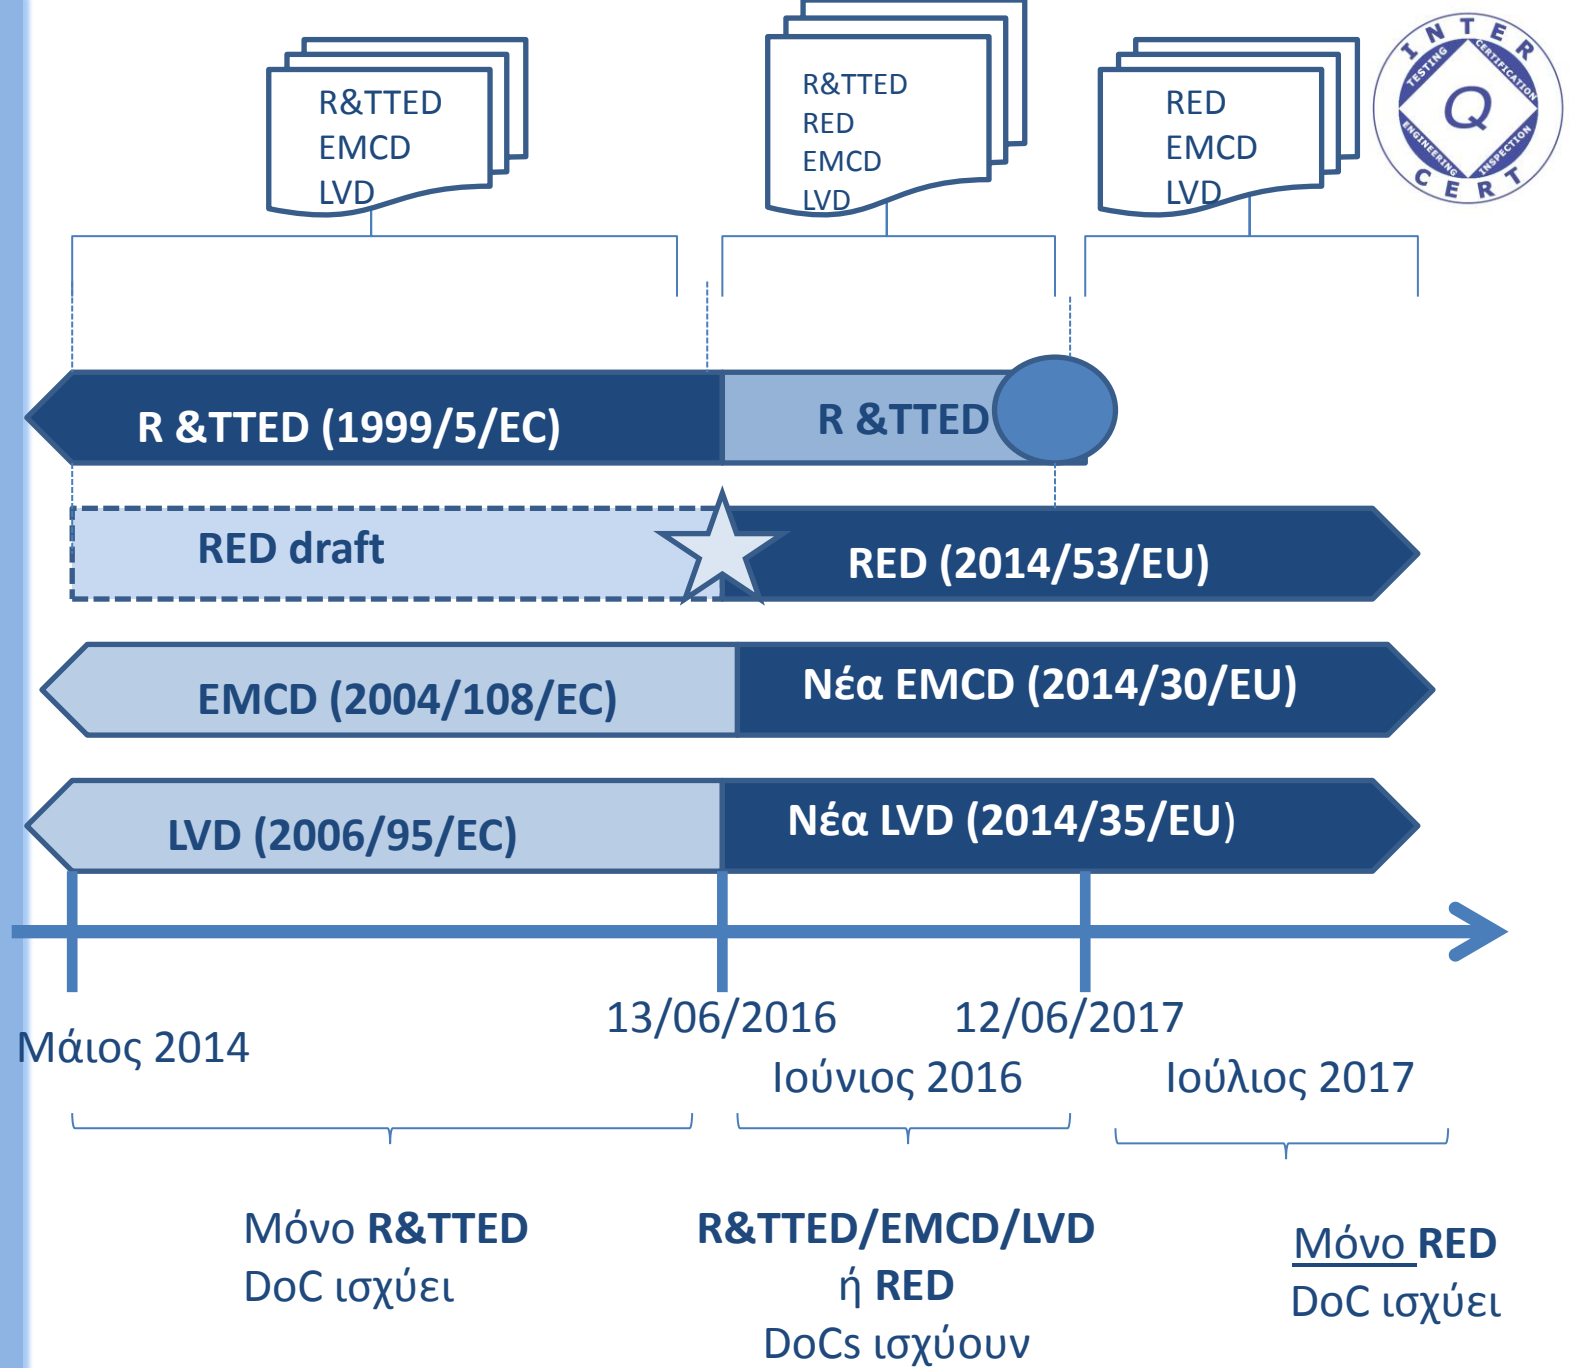 R&TTED
EMCD
LVD
R&TTED
RED
EMCD
LVD
RED
EMCD
LVD
INTER
TESTING
CERTIFICATION
Q
ENGINEERING
INSPECTION
CERT
R &TTED (1999/5/EC)
R &TTED
RED draft
RED (2014/53/EU)
EMCD (2004/108/EC)
Νέα EMCD (2014/30/EU)
LVD (2006/95/EC)
Νέα LVD (2014/35/EU)
Μάιος 2014
13/06/2016
12/06/2017
Ιούνιος 2016
Ιούλιος 2017
Μόνο R&TTED
DoC ισχύει
R&TTED/EMCD/LVD
ή RED
DoCs ισχύουν
Μόνο RED
DoC ισχύει